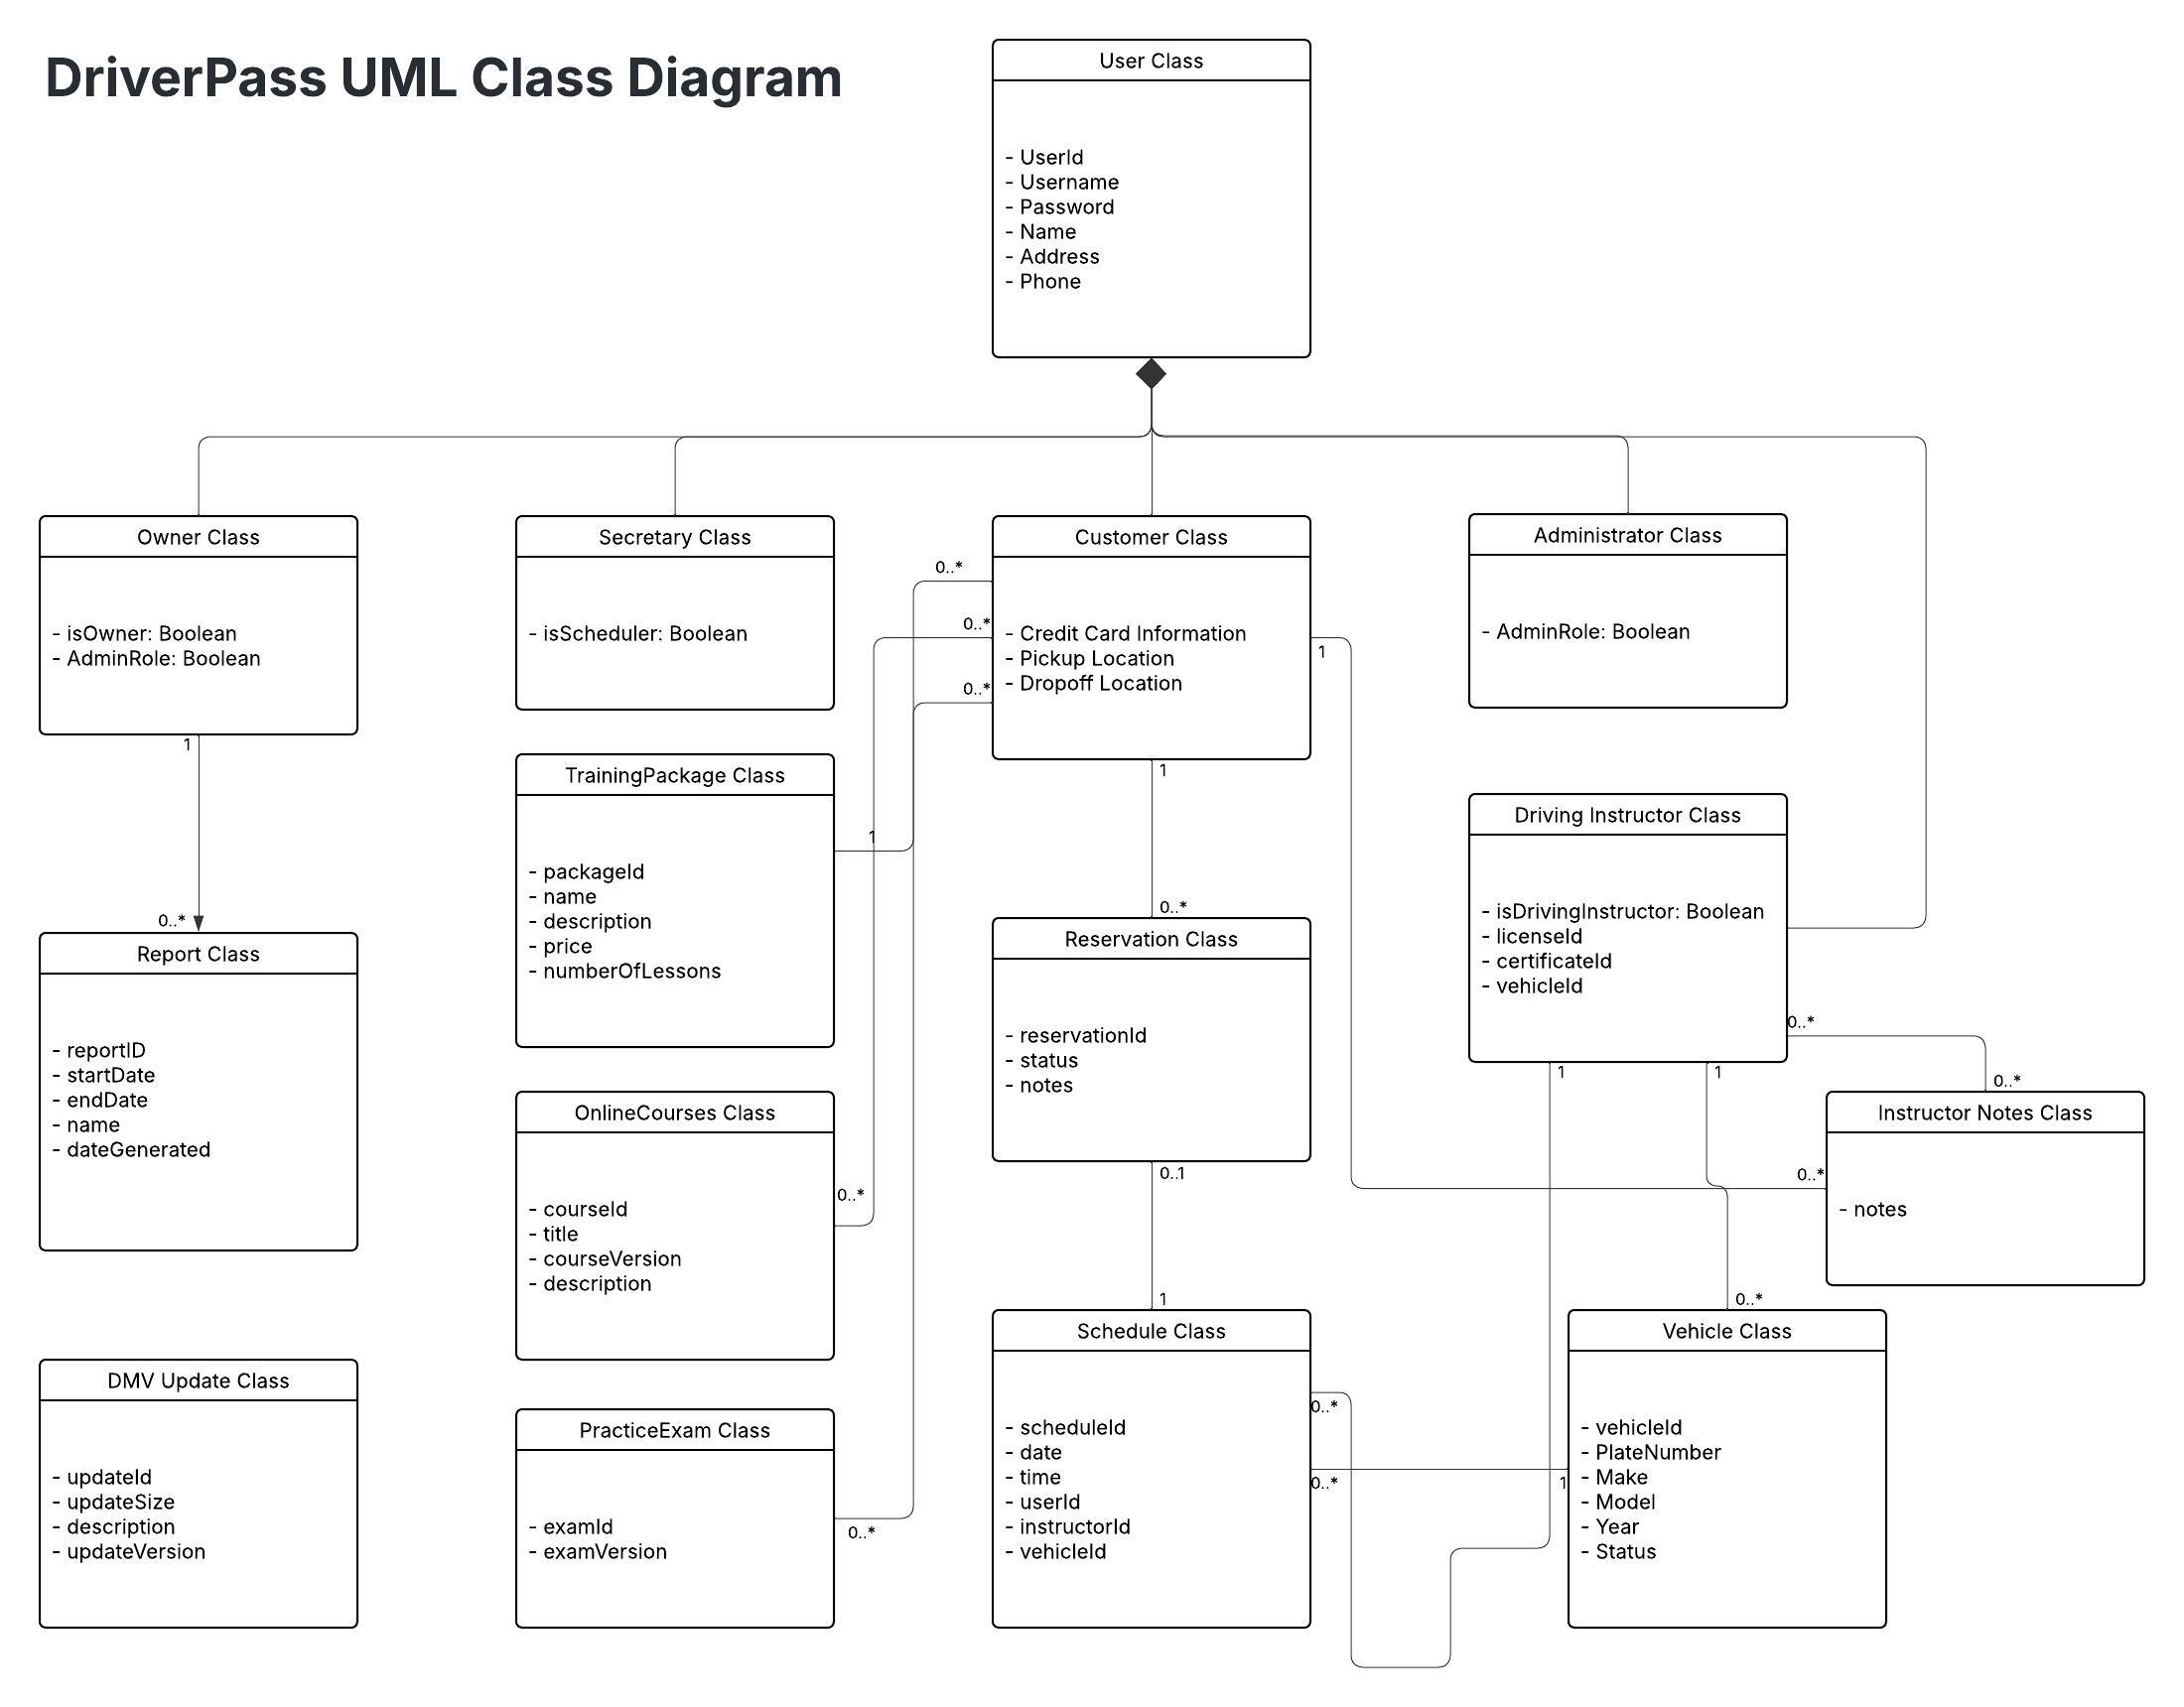 DriverPass UML Class Diagram
User Class
- UserId
- Username
- Password
- Name
- Address
- Phone
Owner Class
- isOwner: Boolean
- AdminRole: Boolean
1
0..*
Secretary Class
- isScheduler: Boolean
Customer Class
- Credit Card Information
- Pickup Location
- Dropoff Location
0..*
0..*
0..*
1
1
Administrator Class
- AdminRole: Boolean
TrainingPackage Class
- packageId
- name
- description
- price
- numberOfLessons
1
Driving Instructor Class
- isDrivingInstructor: Boolean
- licenseId
- certificateId
- vehicleId
0..*
1
1
Report Class
- reportID
- startDate
- endDate
- name
- dateGenerated
0..*
Reservation Class
- reservationId
- status
- notes
0..1
OnlineCourses Class
- courseId
- title
- courseVersion
- description
0..*
0..*
Instructor Notes Class
- notes
0..*
DMV Update Class
- updateId
- updateSize
- description
- updateVersion
PracticeExam Class
- examId
- examVersion
0..*
1
Schedule Class
- scheduleId
- date
- time
- userId
- instructorId
- vehicleId
0..*
0..*
0..*
1
Vehicle Class
- vehicleId
- PlateNumber
- Make
- Model
- Year
- Status